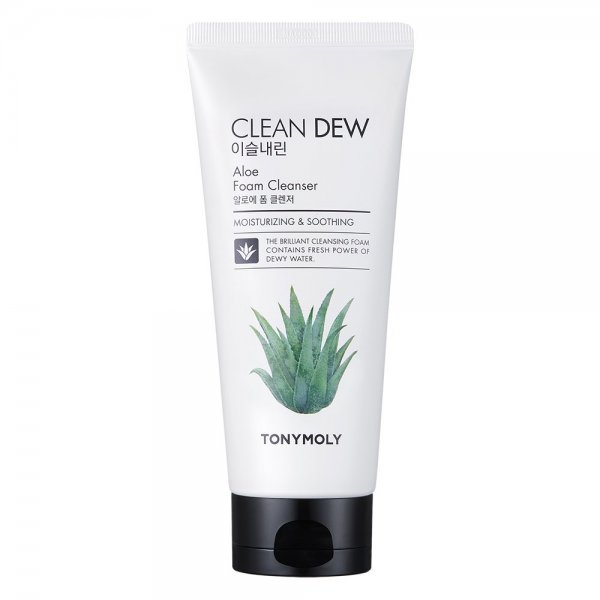 CLEAN DEW
이슬내린
Aloe
Foam Cleanser
알로에 폼 클렌저
MOISTURIZING & SOOTHING
THE BRILLIANT CLEANSING FOAM
CONTAINS FRESH POWER OF
DEWY WATER.
TONYMOLY